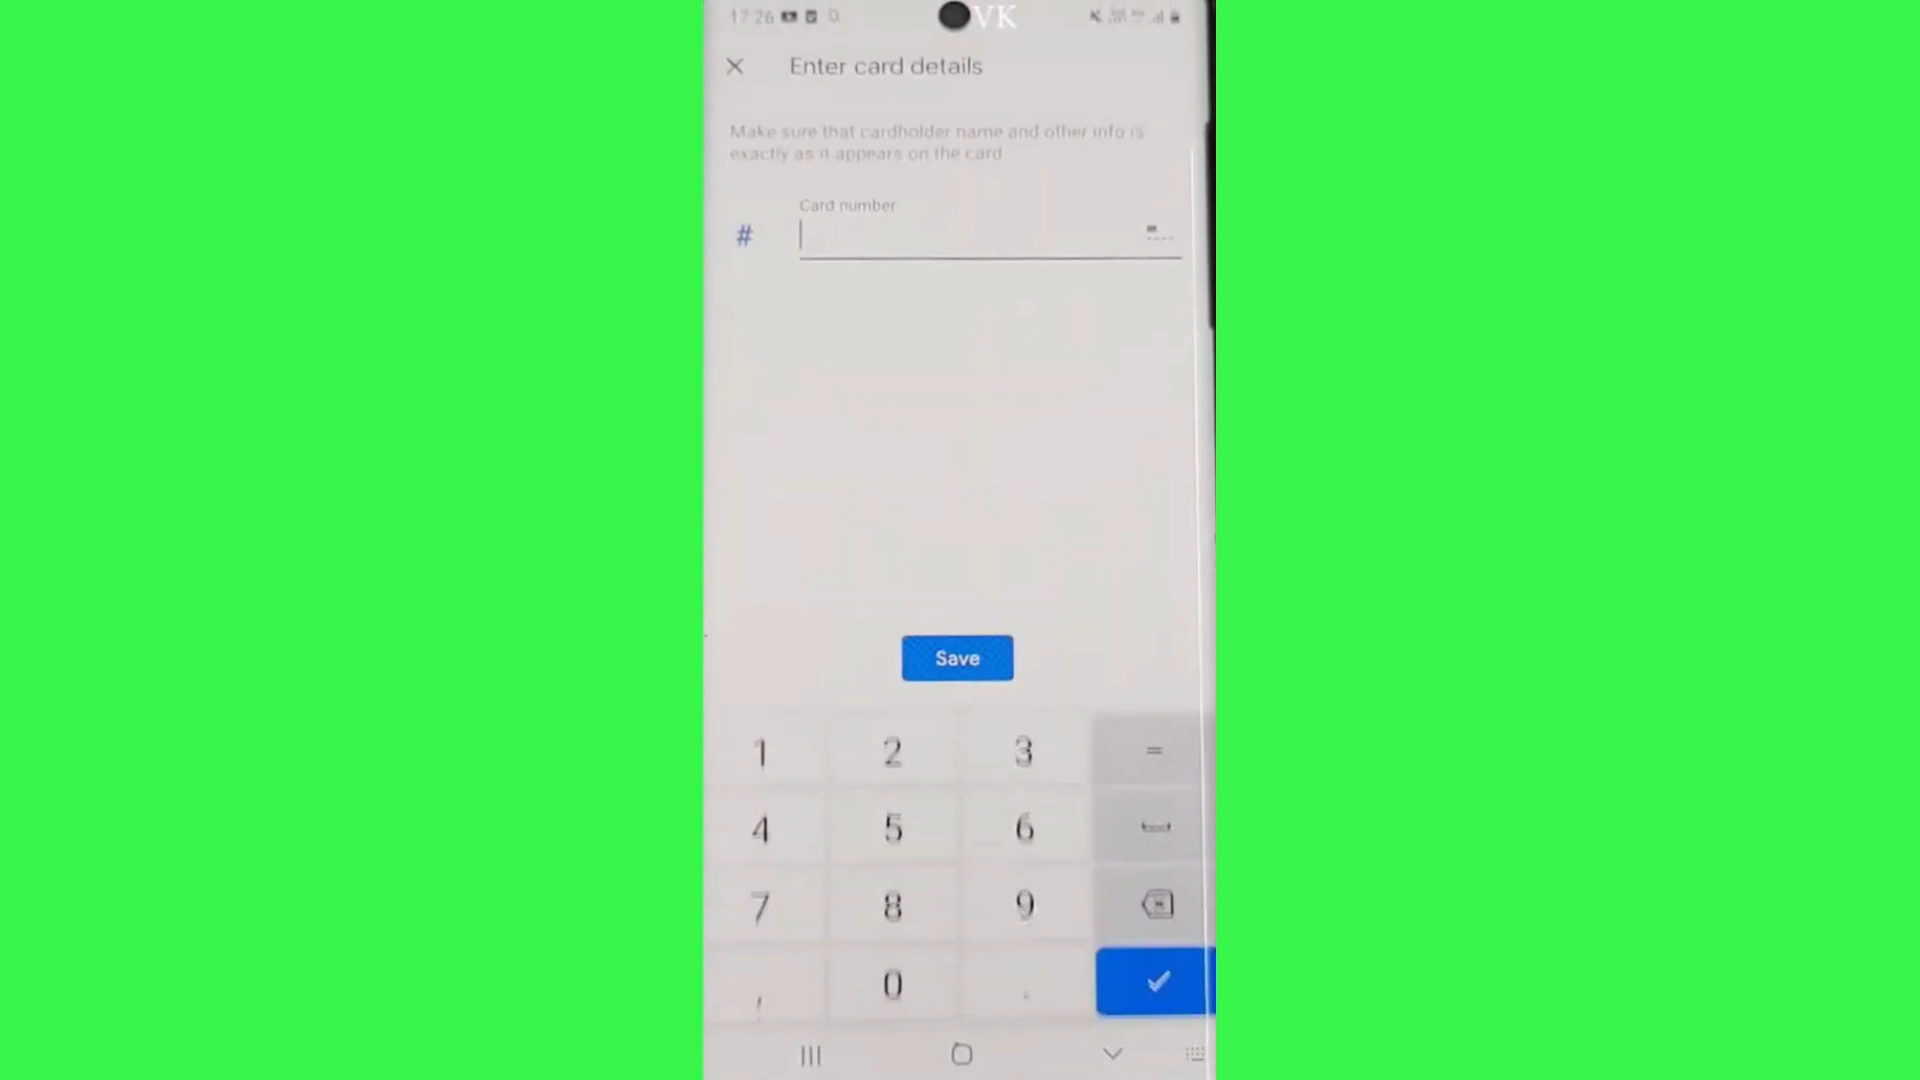 17:26
VK
Enter card details
Make sure that cardholder name and other info is
exactly as it appears on the card
Card number
#
Save
1 2 3 =
4 5 6
7 8 9
, 0 .